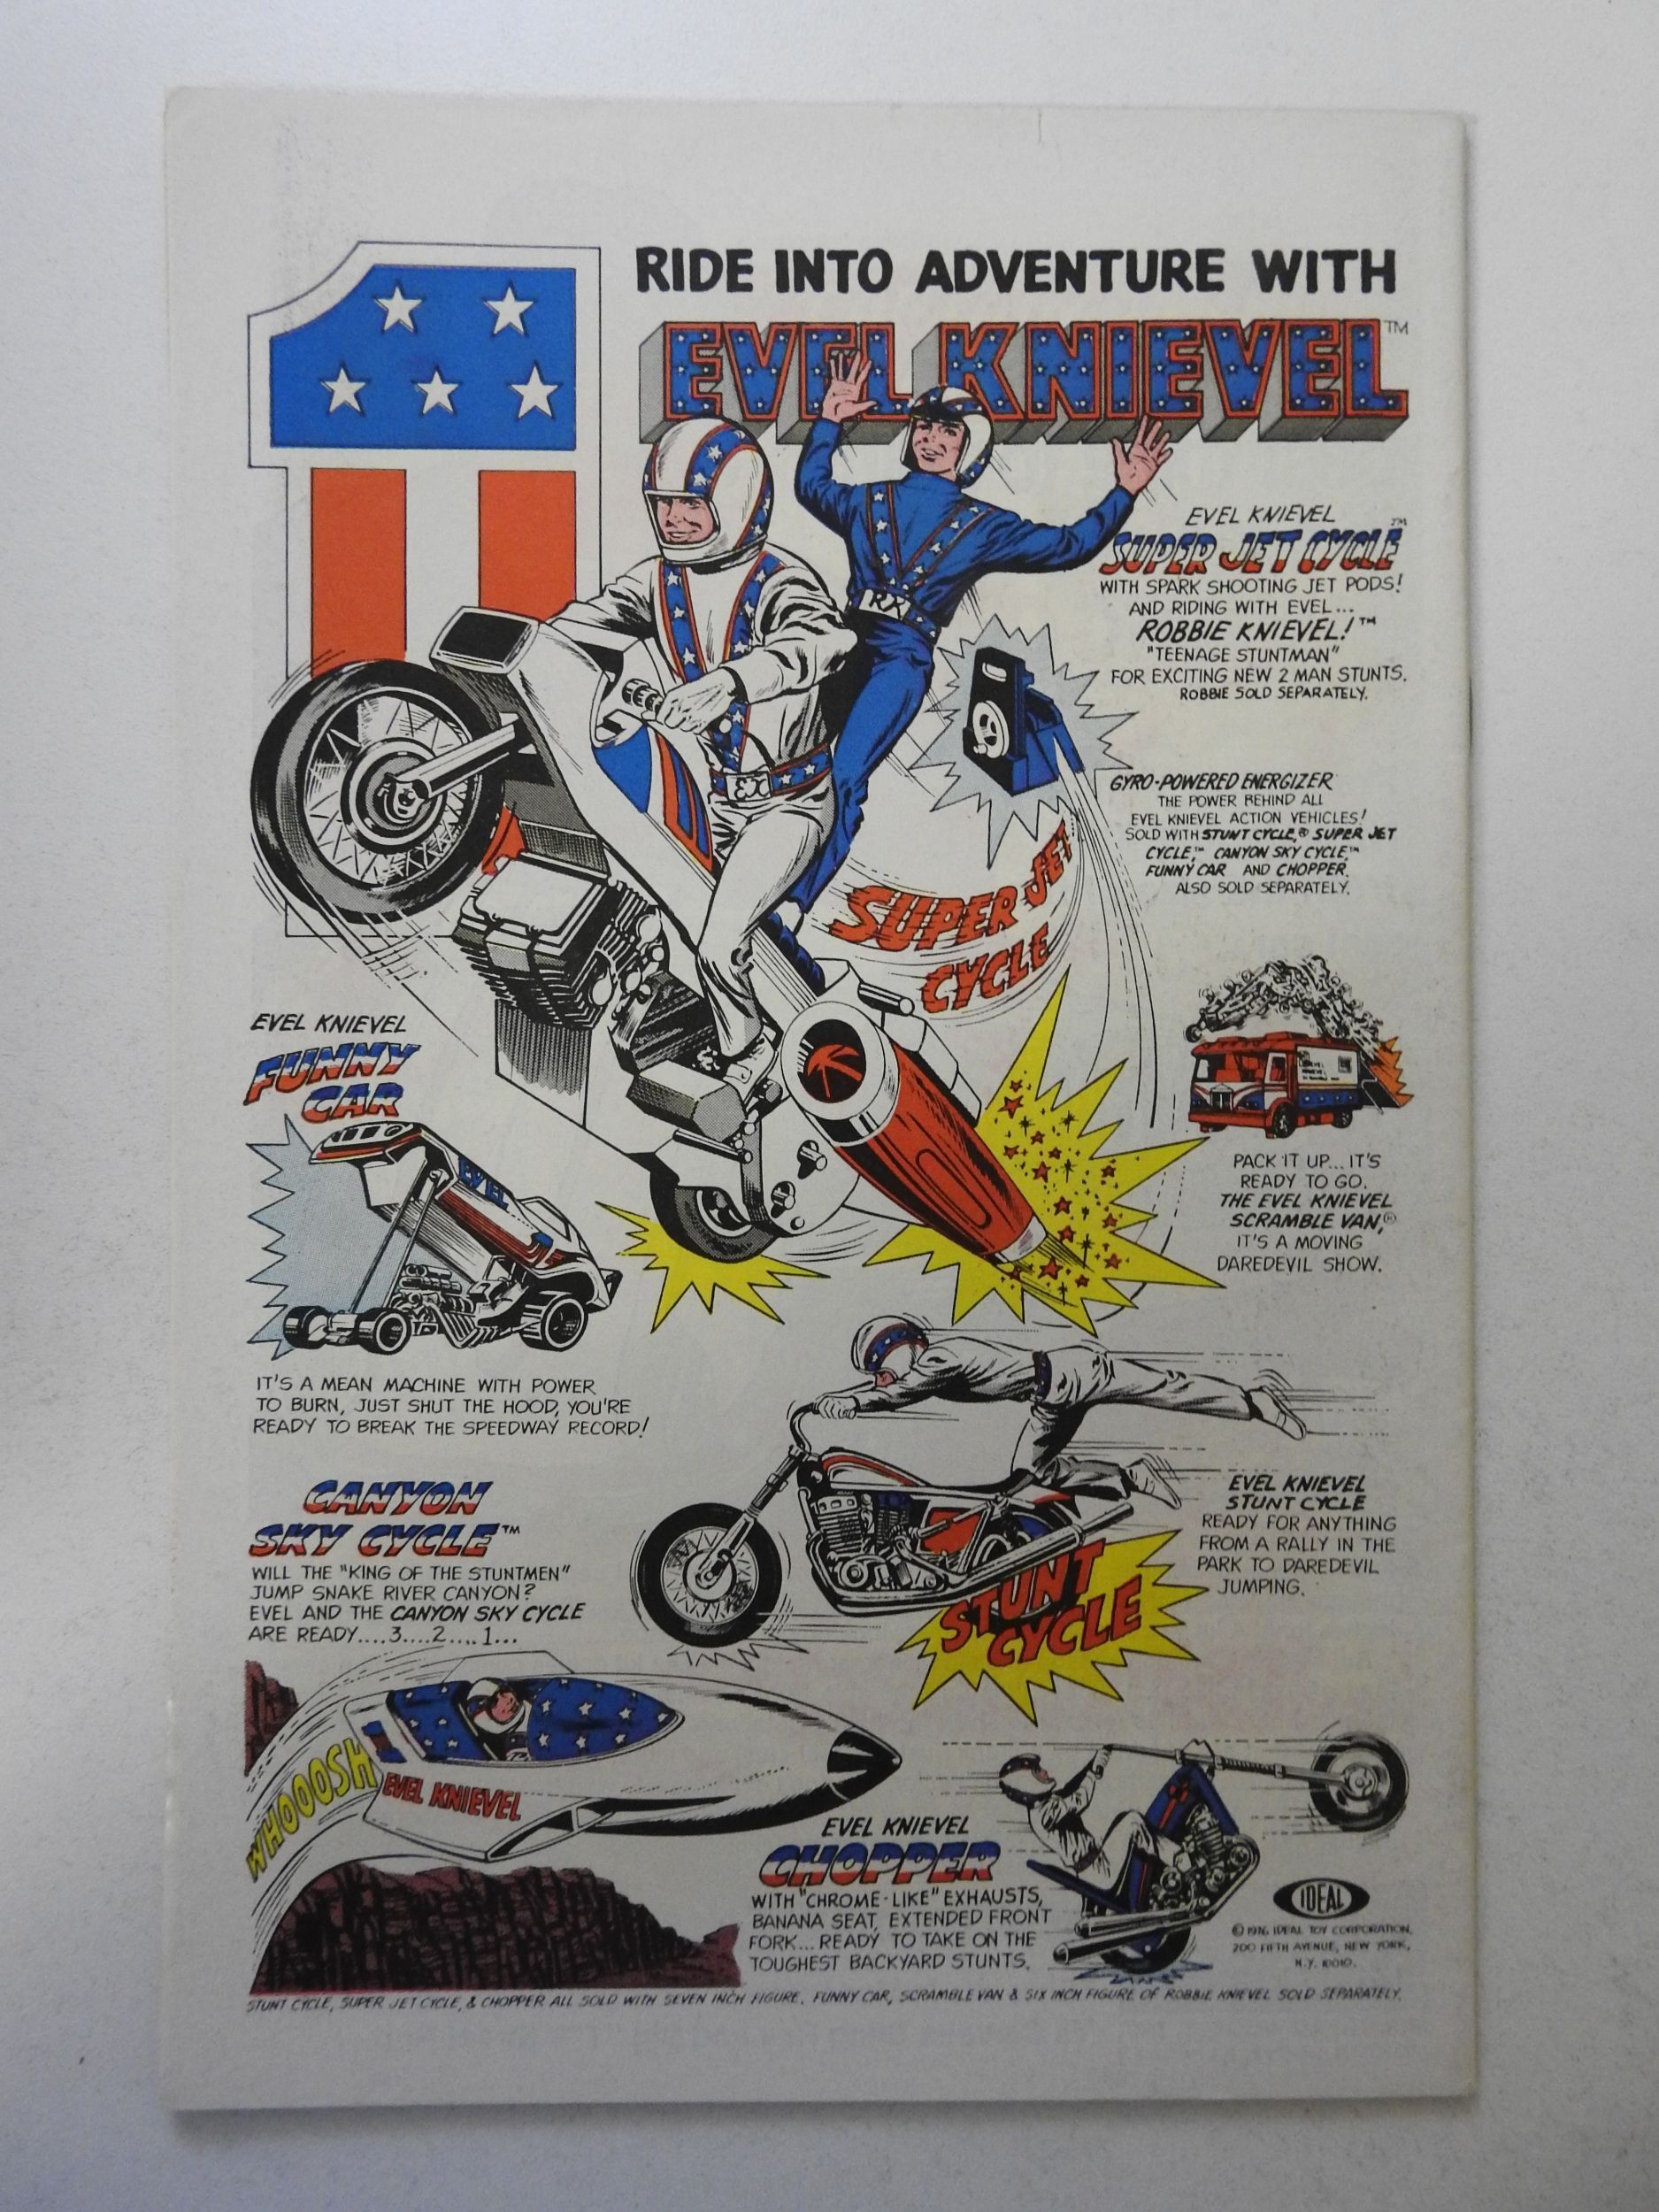 RIDE INTO ADVENTURE WITH
EVEL KNIEVEL™
EVEL KNIEVEL
SUPER JET CYCLE™
WITH SPARK SHOOTING JET PODS!
AND RIDING WITH EVEL...
ROBBIE KNIEVEL!™
"TEENAGE STUNTMAN"
FOR EXCITING NEW 2 MAN STUNTS.
ROBBIE SOLD SEPARATELY.
RX
EK
GYRO-POWERED ENERGIZER
THE POWER BEHIND ALL
EVEL KNIEVEL ACTION VEHICLES!
SOLD WITH STUNT CYCLE,® SUPER JET
CYCLE,™ CANYON SKY CYCLE,™
FUNNY CAR AND CHOPPER.
ALSO SOLD SEPARATELY.
SUPER JET
CYCLE
EVEL KNIEVEL
FUNNY
CAR
EVEL
IT'S A MEAN MACHINE WITH POWER
TO BURN, JUST SHUT THE HOOD, YOU'RE
READY TO BREAK THE SPEEDWAY RECORD!
PACK IT UP... IT'S
READY TO GO.
THE EVEL KNIEVEL
SCRAMBLE VAN,®
IT'S A MOVING
DAREDEVIL SHOW.
EVEL KNIEVEL
STUNT CYCLE
READY FOR ANYTHING
FROM A RALLY IN THE
PARK TO DAREDEVIL
JUMPING.
STUNT
CYCLE
CANYON
SKY CYCLE™
WILL THE "KING OF THE STUNTMEN"
JUMP SNAKE RIVER CANYON?
EVEL AND THE CANYON SKY CYCLE
ARE READY....3....2....1...
WHOOOSH
EVEL KNIEVEL
EVEL KNIEVEL
CHOPPER
WITH "CHROME-LIKE" EXHAUSTS,
BANANA SEAT, EXTENDED FRONT
FORK... READY TO TAKE ON THE
TOUGHEST BACKYARD STUNTS.
IDEAL
©1976 IDEAL TOY CORPORATION,
200 FIFTH AVENUE, NEW YORK,
N.Y. 10010.
STUNT CYCLE, SUPER JET CYCLE, & CHOPPER ALL SOLD WITH SEVEN INCH FIGURE. FUNNY CAR, SCRAMBLE VAN & SIX INCH FIGURE OF ROBBIE KNIEVEL SOLD SEPARATELY.